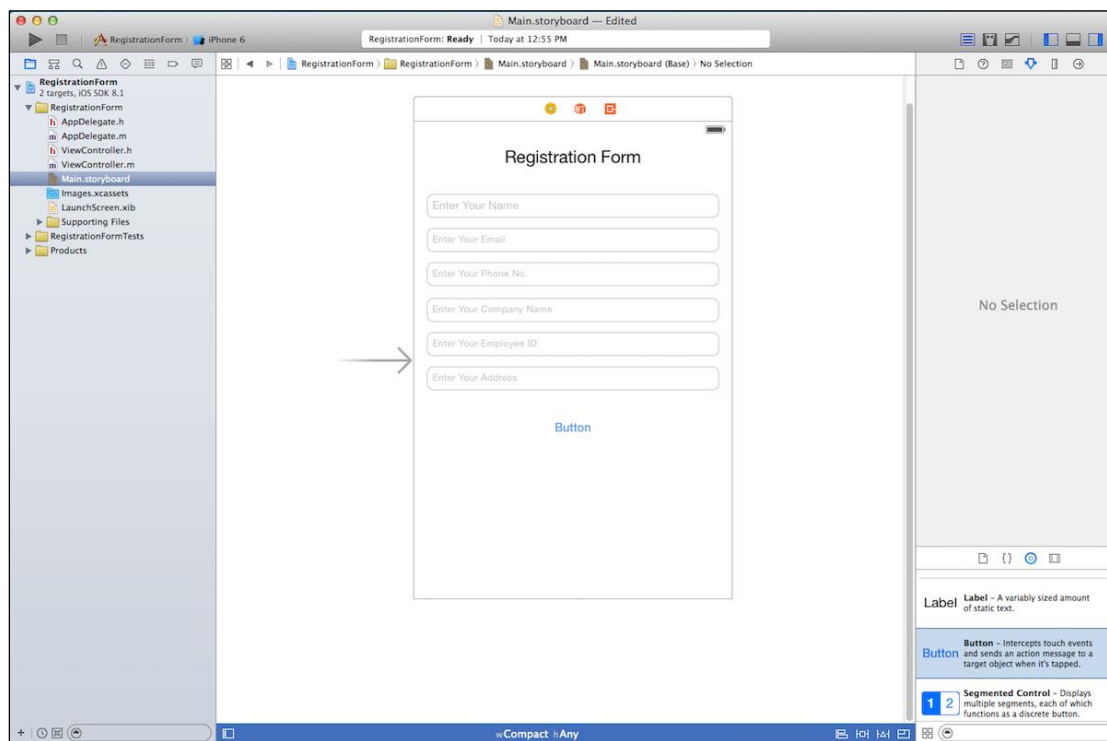 Main.storyboard — Edited
RegistrationForm 〉 iPhone 6
RegistrationForm: Ready | Today at 12:55 PM
RegistrationForm 〉 RegistrationForm 〉 Main.storyboard 〉 Main.storyboard (Base) 〉 No Selection
RegistrationForm
2 targets, iOS SDK 8.1
RegistrationForm
h AppDelegate.h
m AppDelegate.m
h ViewController.h
m ViewController.m
Main.storyboard
Images.xcassets
LaunchScreen.xib
Supporting Files
RegistrationFormTests
Products
Registration Form
Enter Your Name
Enter Your Email
Enter Your Phone No.
Enter Your Company Name
Enter Your Employee ID
Enter Your Address
Button
No Selection
{}
Label
Label – A variably sized amount
of static text.
Button
Button – Intercepts touch events
and sends an action message to a
target object when it's tapped.
1 2
Segmented Control – Displays
multiple segments, each of which
functions as a discrete button.
wCompact hAny